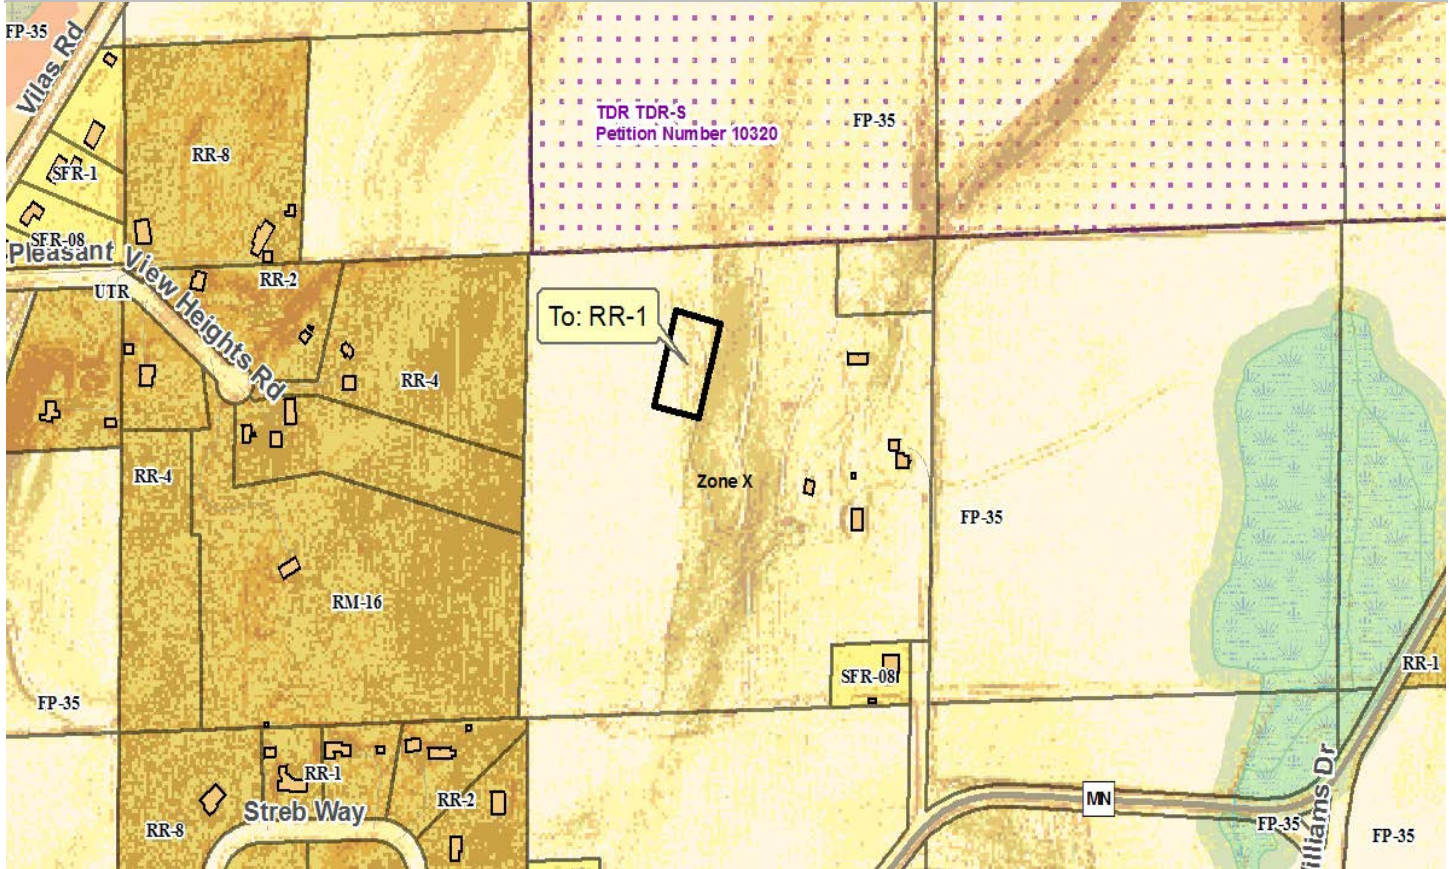 FP-35
Vilas Rd
TDR TDR-S
Petition Number 10320
FP-35
RR-8
SFR-1
SFR-08
Pleasant View Heights Rd
RR-2
UTR
To: RR-1
RR-4
RR-4
Zone X
FP-35
RM-16
RR-1
SFR-08
FP-35
RR-1
RR-2
MN
Streb Way
RR-8
FP-35
FP-35
illiams Dr